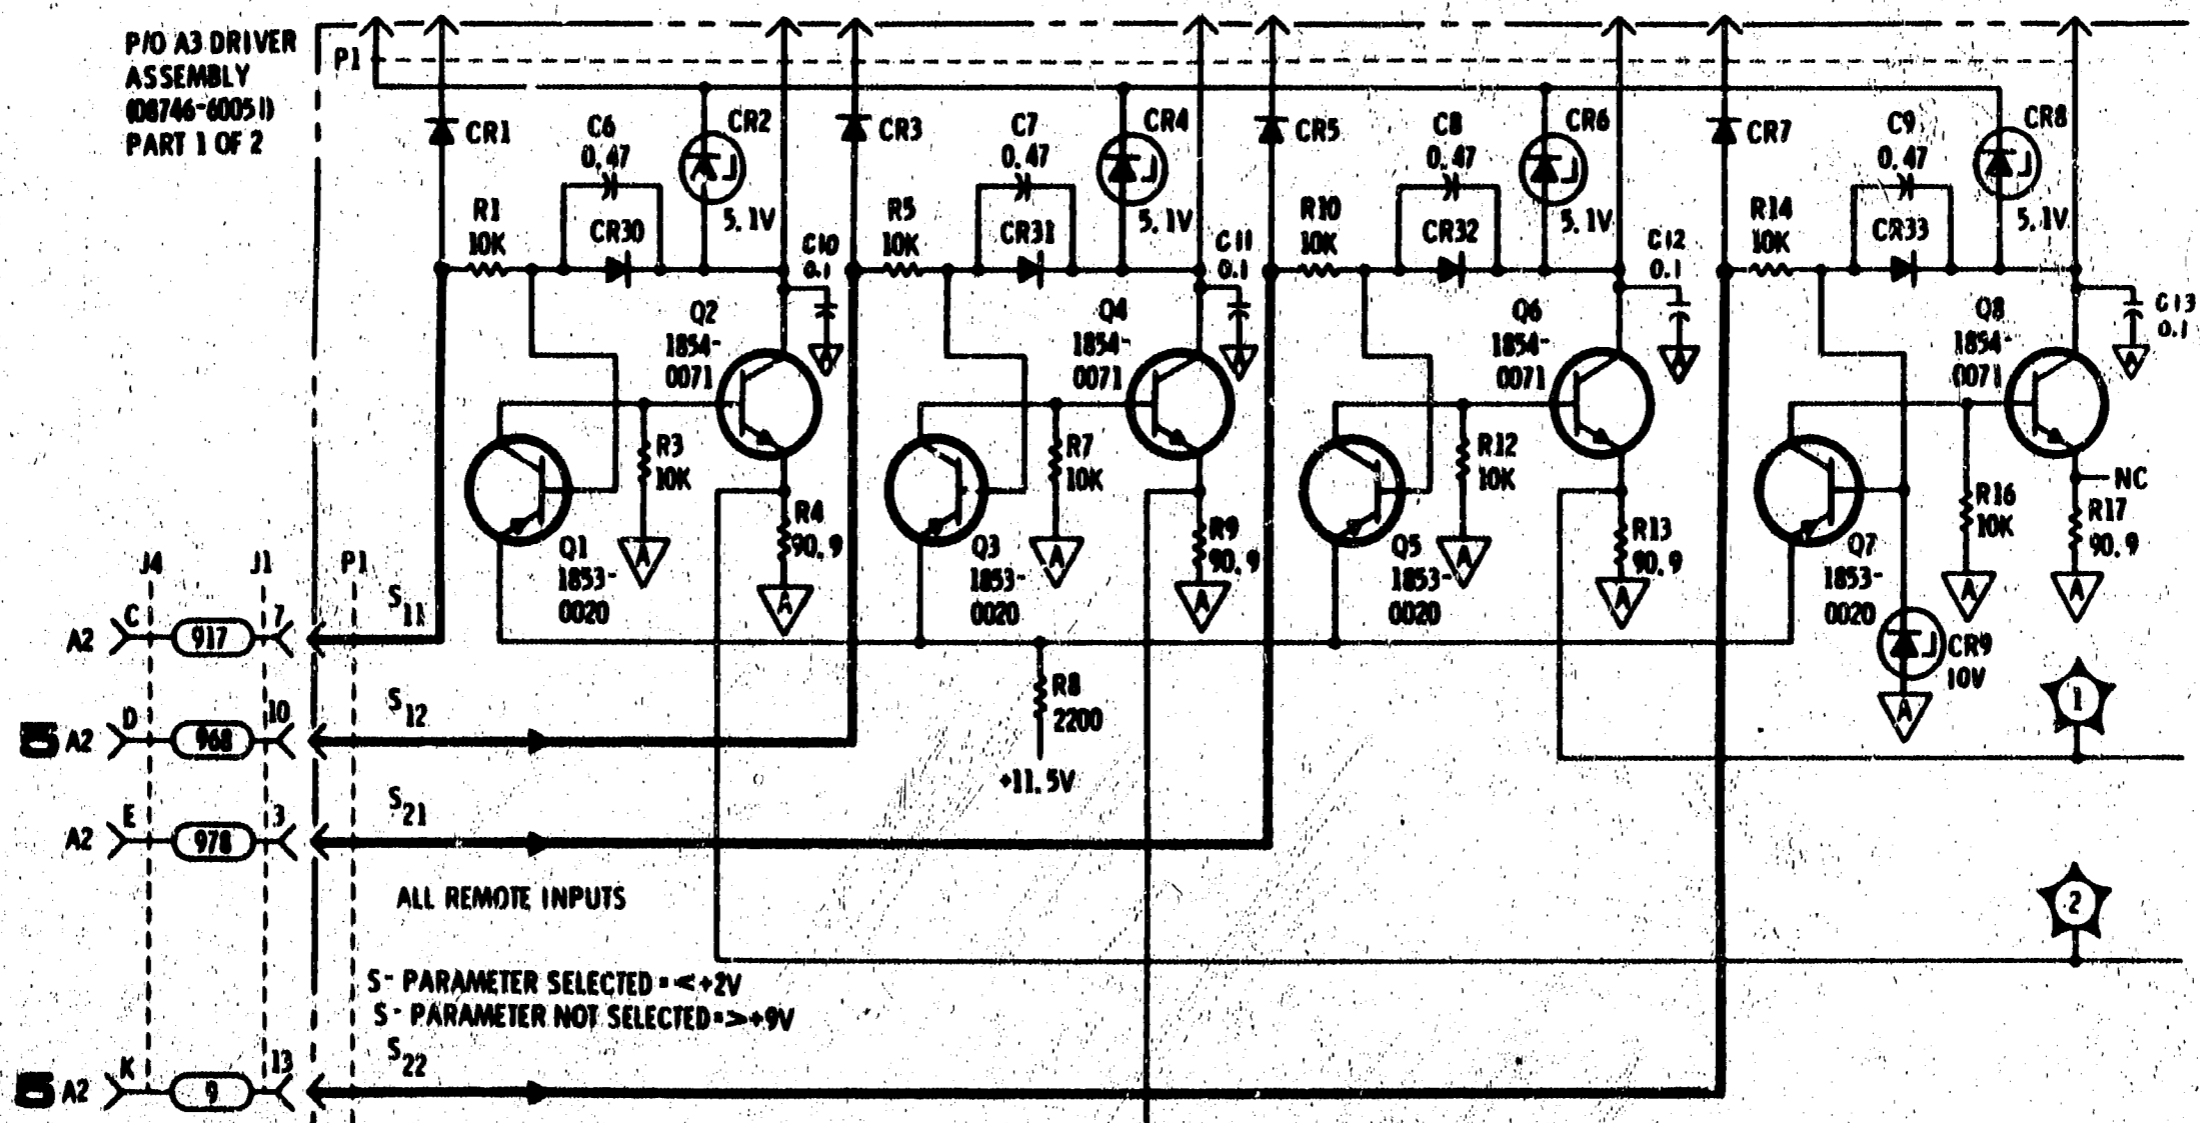 P/O A3 DRIVER
ASSEMBLY
(08746-60051)
PART 1 OF 2
P1
CR1
C6
0.47
CR2
5.1V
R1
10K
CR30
C10
0.1
CR3
C7
0.47
CR4
5.1V
R5
10K
CR31
C11
0.1
CR5
C8
0.47
CR6
5.1V
R10
10K
CR32
C12
0.1
CR7
C9
0.47
CR8
5.1V
R14
10K
CR33
C13
0.1
Q2
1854-
0071
Q4
1854-
0071
Q6
1854-
0071
Q8
1854-
0071
R3
10K
R7
10K
R12
10K
R16
10K
NC
R4
90.9
R9
90.9
R13
90.9
R17
90.9
Q1
1853-
0020
Q3
1853-
0020
Q5
1853-
0020
Q7
1853-
0020
A
A
A
A
A
A
A
A
A
A
A
CR9
10V
A
J4
J1
P1
A2
C
917
7
S11
5
A2
D
968
10
S12
R8
2200
+11.5V
1
A2
E
978
3
S21
ALL REMOTE INPUTS
2
S- PARAMETER SELECTED = < +2V
S- PARAMETER NOT SELECTED = > +9V
5
A2
K
9
13
S22